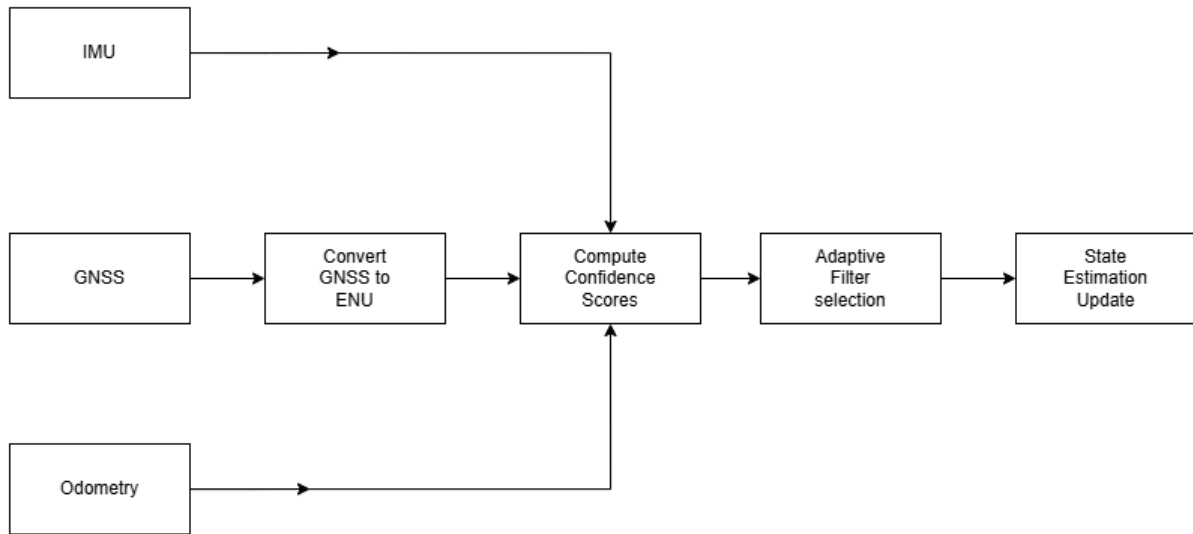 IMU
GNSS
Convert
GNSS to
ENU
Compute
Confidence
Scores
Adaptive
Filter
selection
State
Estimation
Update
Odometry